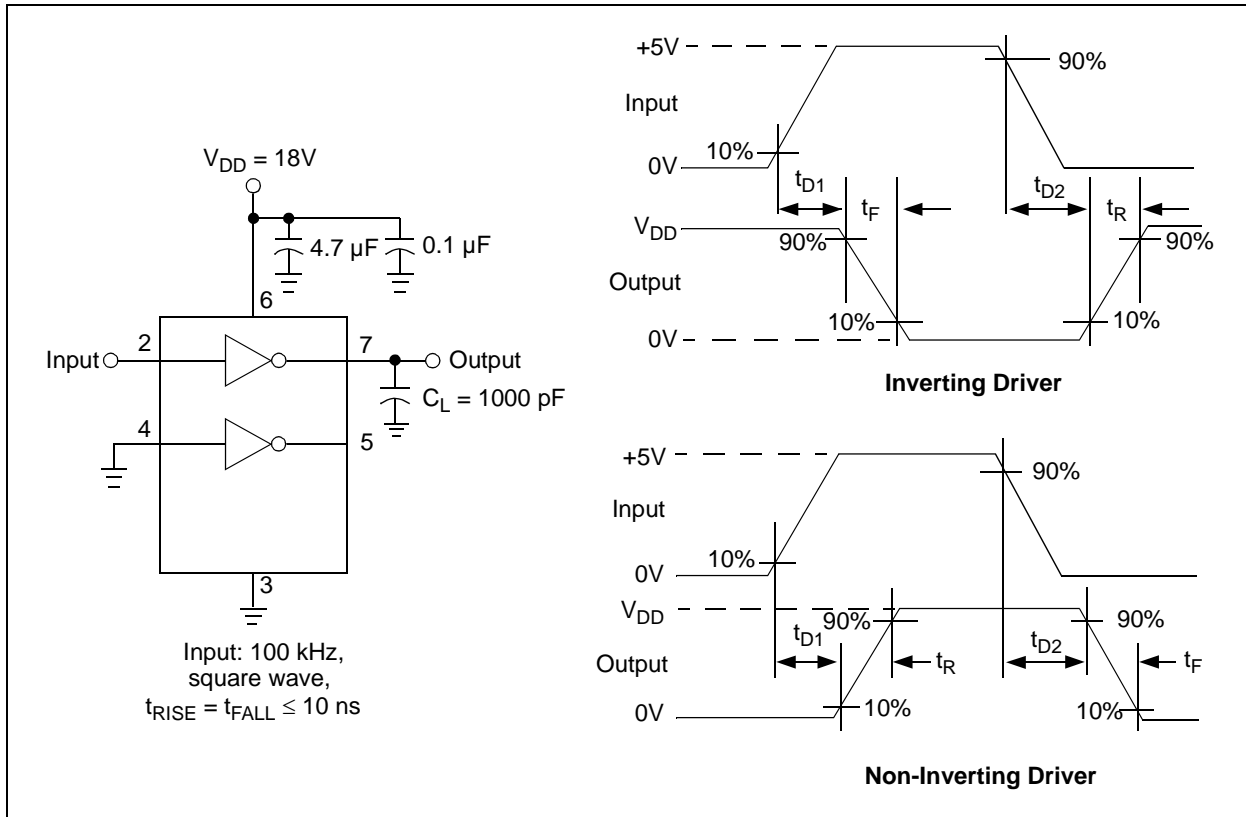 V_DD = 18V
4.7 µF
0.1 µF
6
Input
2
7
Output
C_L = 1000 pF
4
5
3
Input: 100 kHz,
square wave,
t_RISE = t_FALL ≤ 10 ns
+5V
90%
Input
10%
0V
t_D1
t_D2
t_F
t_R
V_DD
90%
90%
Output
10%
10%
0V
Inverting Driver
+5V
90%
Input
10%
0V
V_DD
90%
90%
t_D1
t_D2
Output
t_R
t_F
10%
10%
0V
Non-Inverting Driver